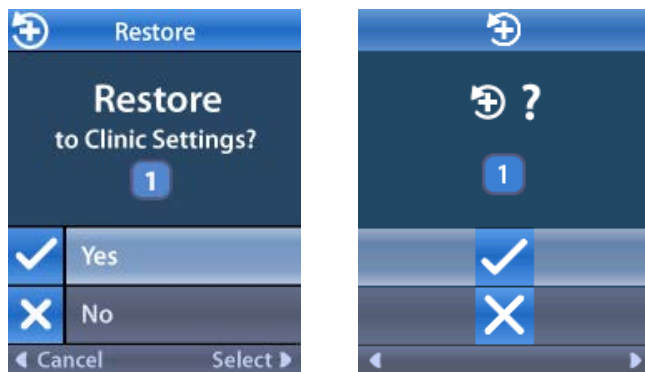 Restore
Restore
to Clinic Settings?
1
Yes
No
Cancel Select
?
1